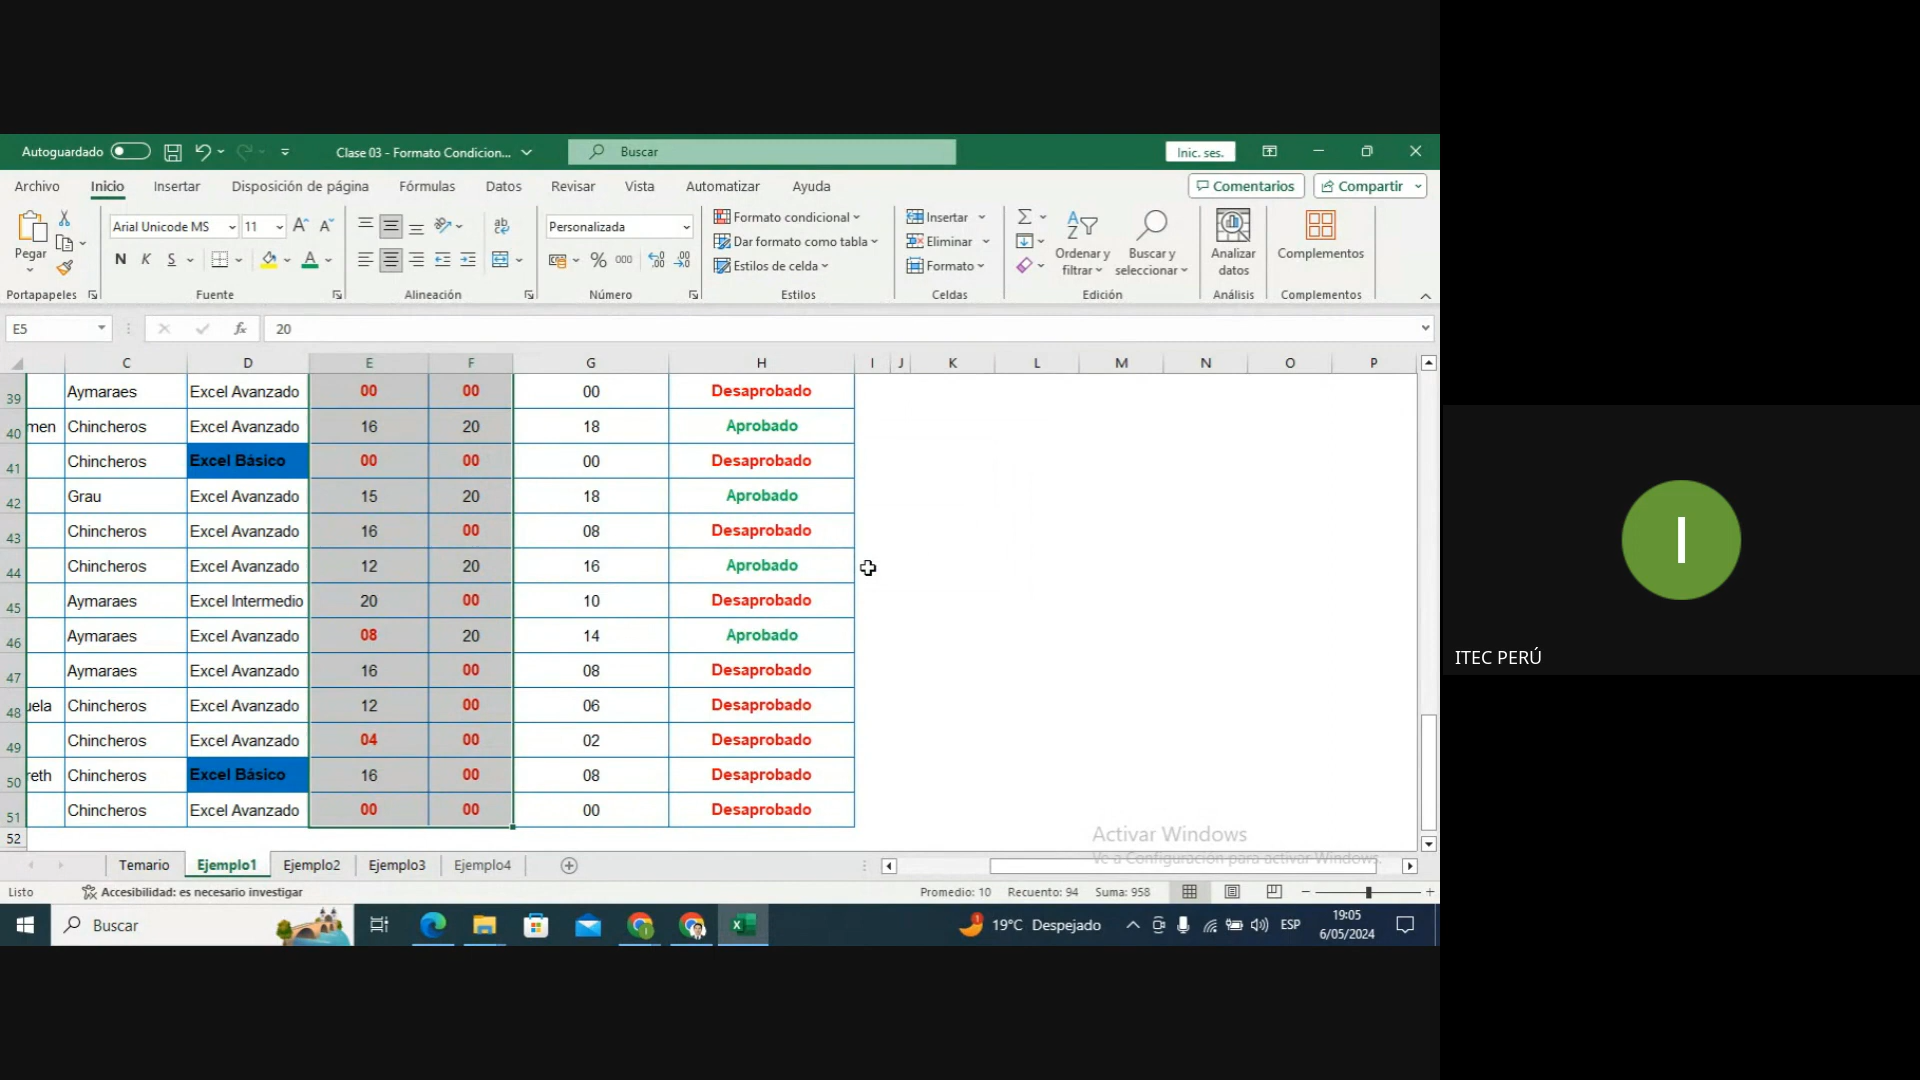 Autoguardado Clase 03 - Formato Condicion... Buscar Inic. ses.
Archivo Inicio Insertar Disposición de página Fórmulas Datos Revisar Vista Automatizar Ayuda Comentarios Compartir
Pegar Arial Unicode MS 11 Personalizada Formato condicional Insertar Ordenar y filtrar Buscar y seleccionar Analizar datos Complementos
N K S % 000 Dar formato como tabla Eliminar
Estilos de celda Formato
Portapapeles Fuente Alineación Número Estilos Celdas Edición Análisis Complementos
E5 fx 20
C D E F G H I J K L M N O P
39 Aymaraes Excel Avanzado 00 00 00 Desaprobado
40 men Chincheros Excel Avanzado 16 20 18 Aprobado
41 Chincheros Excel Básico 00 00 00 Desaprobado
42 Grau Excel Avanzado 15 20 18 Aprobado
43 Chincheros Excel Avanzado 16 00 08 Desaprobado
44 Chincheros Excel Avanzado 12 20 16 Aprobado
45 Aymaraes Excel Intermedio 20 00 10 Desaprobado
46 Aymaraes Excel Avanzado 08 20 14 Aprobado
47 Aymaraes Excel Avanzado 16 00 08 Desaprobado
48 uela Chincheros Excel Avanzado 12 00 06 Desaprobado
49 Chincheros Excel Avanzado 04 00 02 Desaprobado
50 reth Chincheros Excel Básico 16 00 08 Desaprobado
51 Chincheros Excel Avanzado 00 00 00 Desaprobado
52
Activar Windows
Ve a Configuración para activar Windows.
Temario Ejemplo1 Ejemplo2 Ejemplo3 Ejemplo4
Listo Accesibilidad: es necesario investigar Promedio: 10 Recuento: 94 Suma: 958
Buscar 19°C Despejado ESP 19:05
6/05/2024
I
ITEC PERÚ